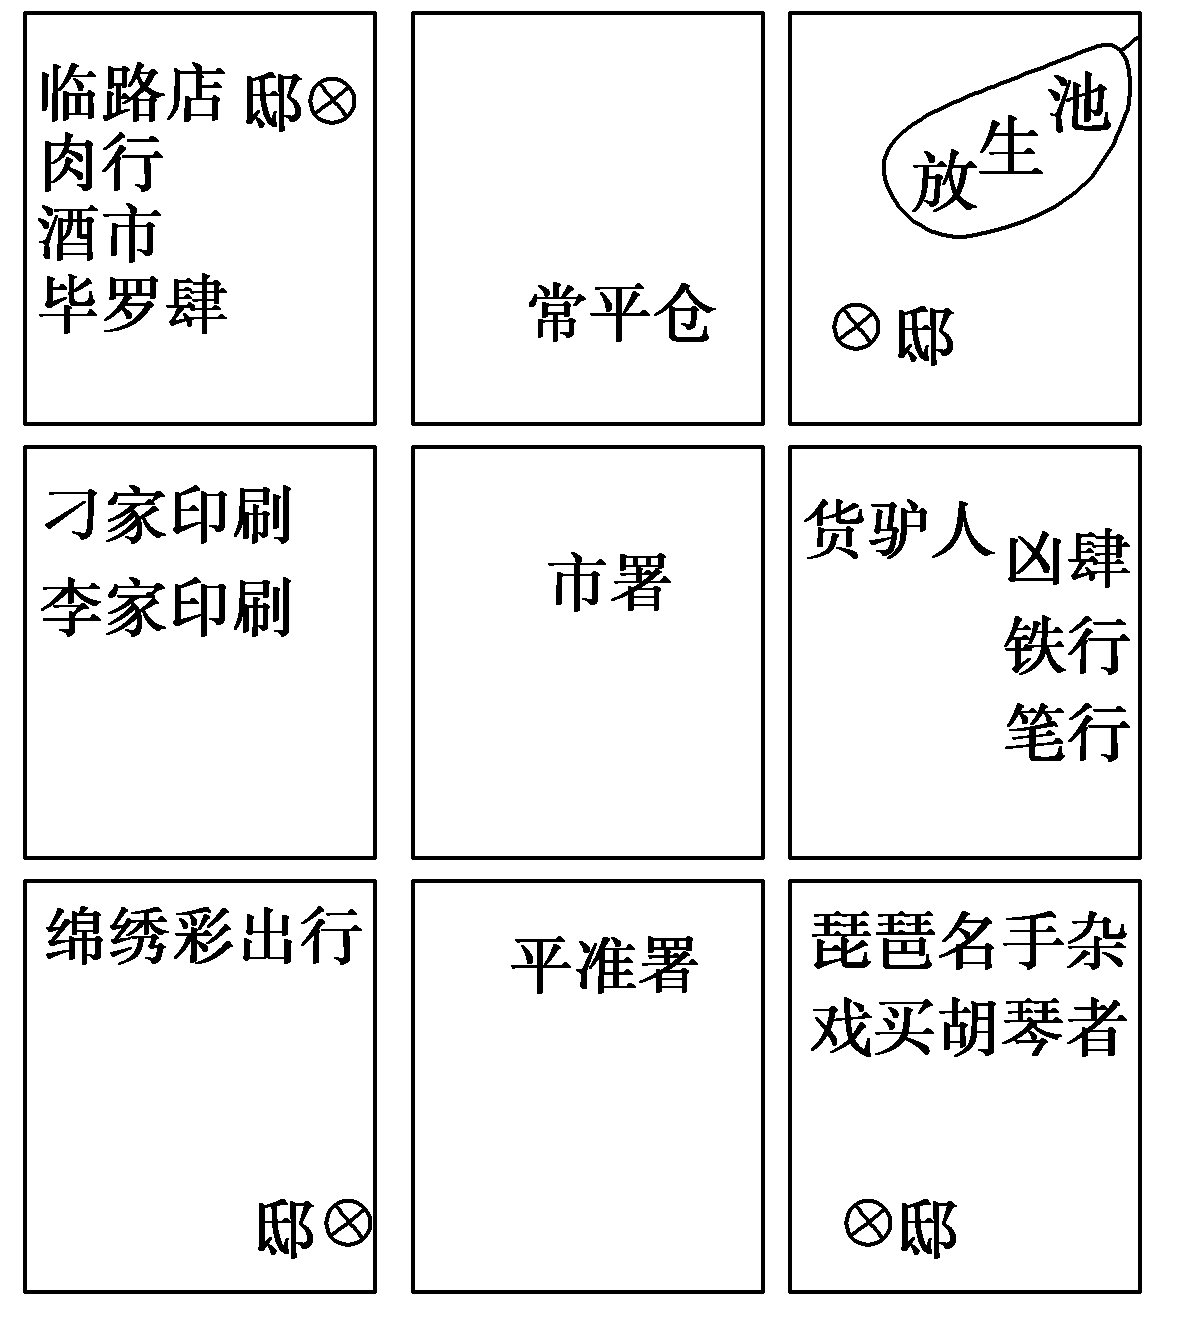 临路店 邸
肉行
酒市
毕罗肆
常平仓
放生池
邸
刁家印刷
李家印刷
市署
货驴人
凶肆
铁行
笔行
绵绣彩出行
邸
平准署
琵琶名手杂
戏买胡琴者
邸